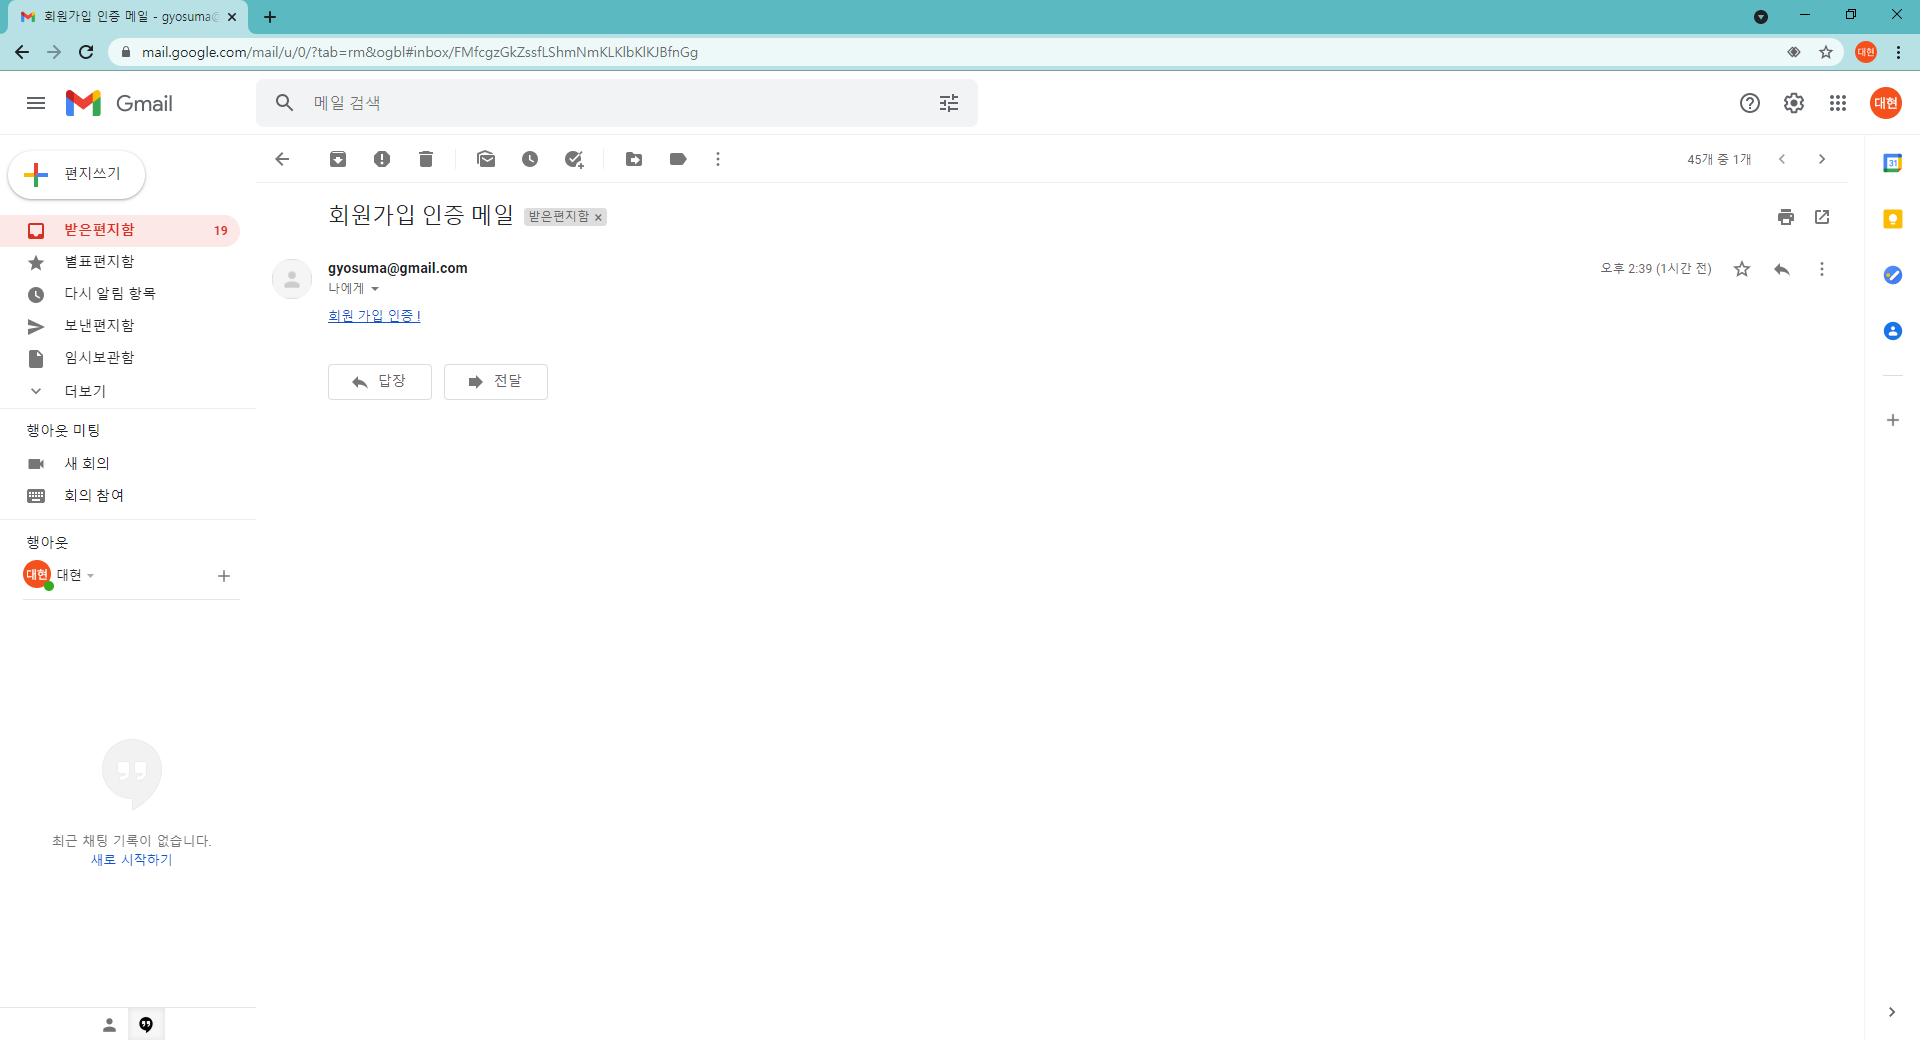 회원가입 인증 메일 - gyosuma@
mail.google.com/mail/u/0/?tab=rm&ogbl#inbox/FMfcgzGkZssfLShmNmKLKlbKlKJBfnGg
대현
Gmail
메일 검색
대현
편지쓰기
45개 중 1개
31
받은편지함 19
별표편지함
다시 알림 항목
보낸편지함
임시보관함
더보기
행아웃 미팅
새 회의
회의 참여
행아웃
대현 대현
최근 채팅 기록이 없습니다.
새로 시작하기
회원가입 인증 메일 받은편지함 ×
gyosuma@gmail.com
오후 2:39 (1시간 전)
나에게
회원 가입 인증 !
답장
전달